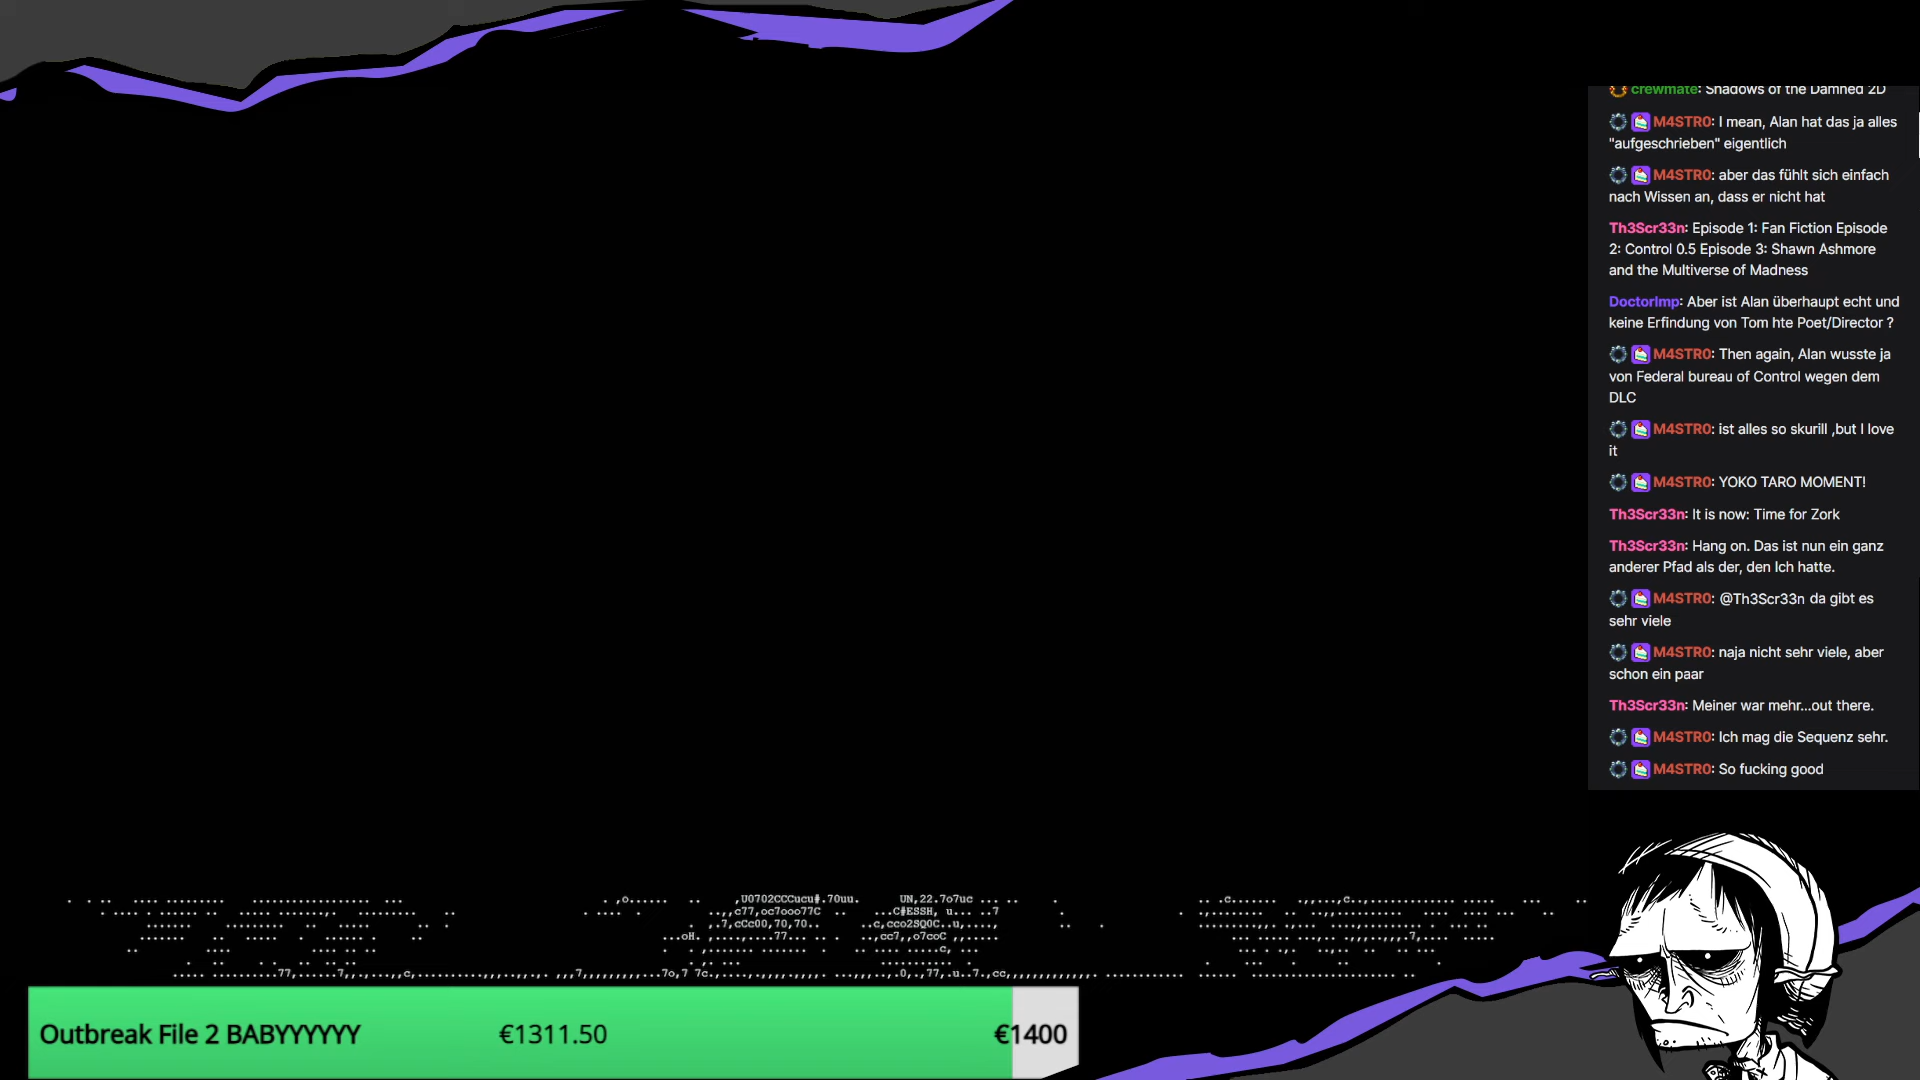 crewmate: Shadows of the Damned 2D
M4STR0: I mean, Alan hat das ja alles
"aufgeschrieben" eigentlich
M4STR0: aber das fühlt sich einfach
nach Wissen an, dass er nicht hat
Th3Scr33n: Episode 1: Fan Fiction Episode
2: Control 0.5 Episode 3: Shawn Ashmore
and the Multiverse of Madness
DoctorImp: Aber ist Alan überhaupt echt und
keine Erfindung von Tom hte Poet/Director ?
M4STR0: Then again, Alan wusste ja
von Federal bureau of Control wegen dem
DLC
M4STR0: ist alles so skurill ,but I love
it
M4STR0: YOKO TARO MOMENT!
Th3Scr33n: It is now: Time for Zork
Th3Scr33n: Hang on. Das ist nun ein ganz
anderer Pfad als der, den Ich hatte.
M4STR0: @Th3Scr33n da gibt es
sehr viele
M4STR0: naja nicht sehr viele, aber
schon ein paar
Th3Scr33n: Meiner war mehr...out there.
M4STR0: Ich mag die Sequenz sehr.
M4STR0: So fucking good
Outbreak File 2 BABYYYYYY €1311.50 €1400